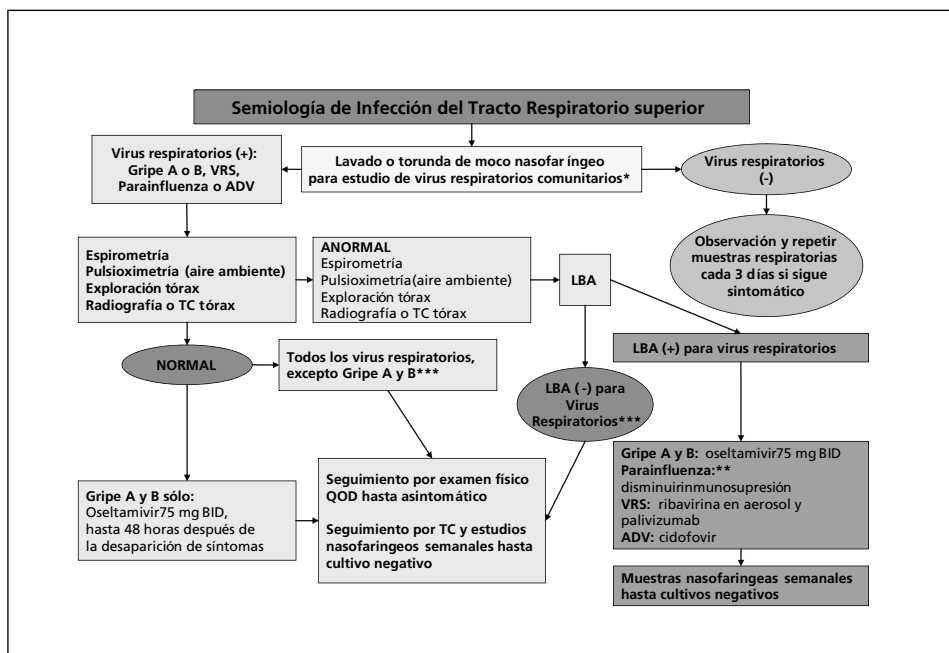 Semiología de Infección del Tracto Respiratorio superior
Virus respiratorios (+):
Gripe A o B, VRS,
Parainfluenza o ADV
Lavado o torunda de moco nasofar íngeo
para estudio de virus respiratorios comunitarios*
Virus respiratorios
(-)
Observación y repetir
muestras respiratorias
cada 3 días si sigue
sintomático
Espirometría
Pulsioximetría (aire ambiente)
Exploración tórax
Radiografía o TC tórax
ANORMAL
Espirometría
Pulsioximetría(aire ambiente)
Exploración tórax
Radiografía o TC tórax
LBA
LBA (+) para virus respiratorios
NORMAL
Todos los virus respiratorios,
excepto Gripe A y B***
LBA (-) para
Virus
Respiratorios***
Gripe A y B: oseltamivir75 mg BID
Parainfluenza:**
disminuirinmunosupresión
VRS: ribavirina en aerosol y
palivizumab
ADV: cidofovir
Gripe A y B sólo:
Oseltamivir75 mg BID,
hasta 48 horas después de
la desaparición de síntomas
Seguimiento por examen físico
QOD hasta asintomático
Seguimiento por TC y estudios
nasofaringeos semanales hasta
cultivo negativo
Muestras nasofaringeas semanales
hasta cultivos negativos